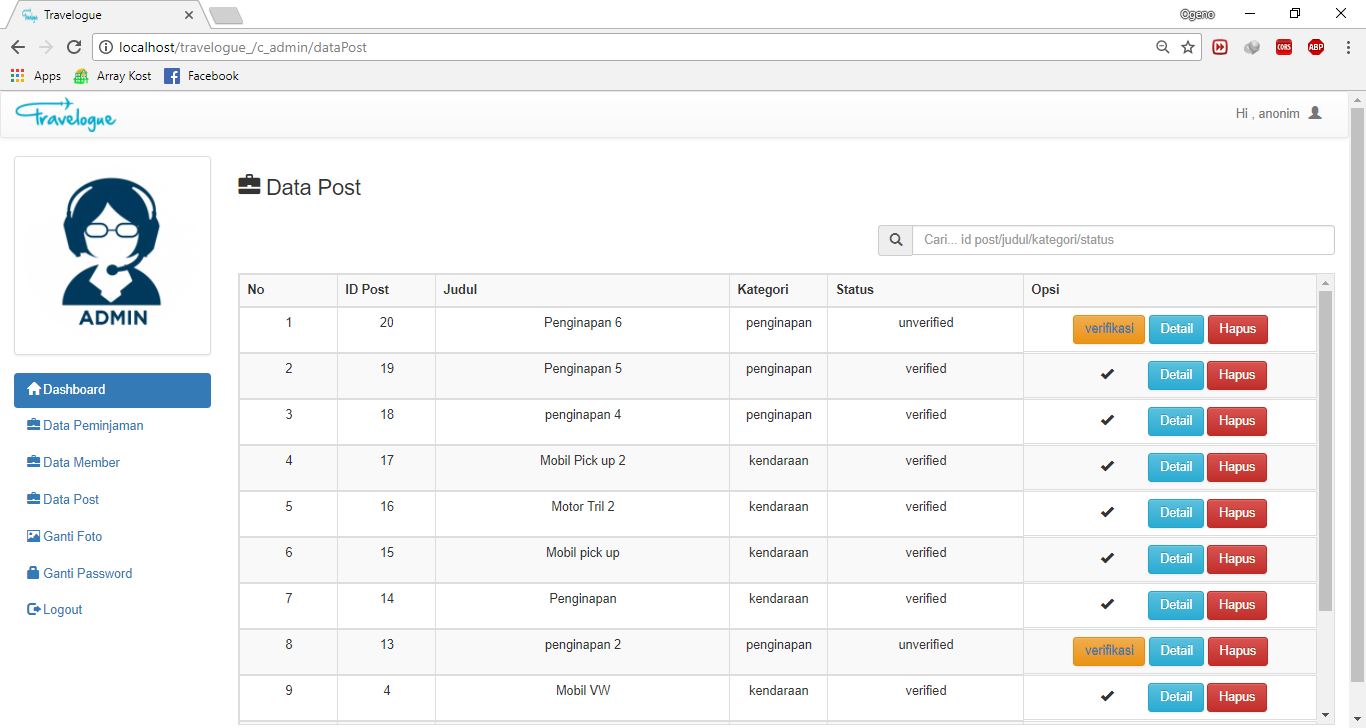 Travelogue
Ogeno
localhost/travelogue_/c_admin/dataPost
CORS
ABP
Apps Array Kost Facebook
Travelogue
Hi , anonim
ADMIN
Dashboard
Data Peminjaman
Data Member
Data Post
Ganti Foto
Ganti Password
Logout
Data Post
Cari... id post/judul/kategori/status
No ID Post Judul Kategori Status Opsi
1 20 Penginapan 6 penginapan unverified verifikasi Detail Hapus
2 19 Penginapan 5 penginapan verified Detail Hapus
3 18 penginapan 4 penginapan verified Detail Hapus
4 17 Mobil Pick up 2 kendaraan verified Detail Hapus
5 16 Motor Tril 2 kendaraan verified Detail Hapus
6 15 Mobil pick up kendaraan verified Detail Hapus
7 14 Penginapan kendaraan verified Detail Hapus
8 13 penginapan 2 penginapan unverified verifikasi Detail Hapus
9 4 Mobil VW kendaraan verified Detail Hapus